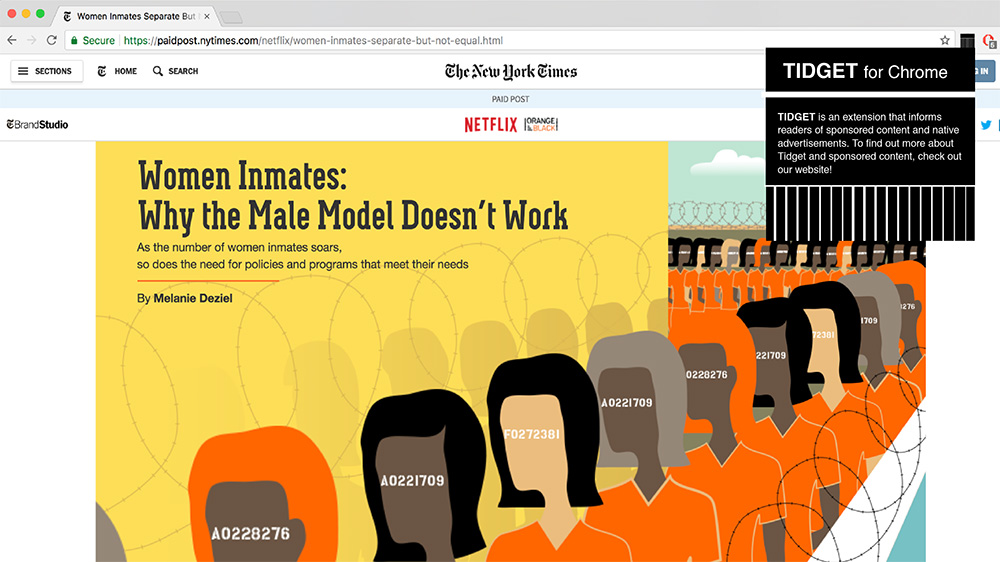 Women Inmates Separate But
Secure
https://paidpost.nytimes.com/netflix/women-inmates-separate-but-not-equal.html
SECTIONS
HOME
SEARCH
The New York Times
IN
PAID POST
T BrandStudio
NETFLIX
ORANGE
IS THE NEW
BLACK
TIDGET for Chrome
TIDGET is an extension that informs
readers of sponsored content and native
advertisements. To find out more about
Tidget and sponsored content, check out
our website!
Women Inmates:
Why the Male Model Doesn't Work
As the number of women inmates soars,
so does the need for policies and programs that meet their needs
By Melanie Deziel
A0228276
A0221709
F0272381
A0221709
0228276
221709
72381
1709
276